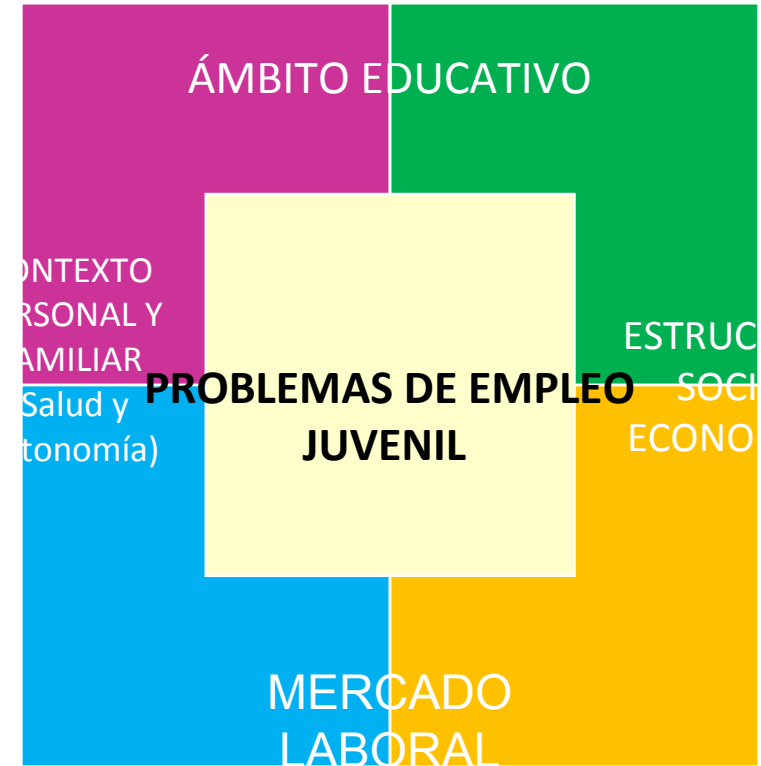 ÁMBITO EDUCATIVO
ONTEXTO
RSONAL Y
AMILIAR
Salud y
tonomía)
PROBLEMAS DE EMPLEO
JUVENIL
ESTRUC
SOCI
ECONO
MERCADO
LABORAL